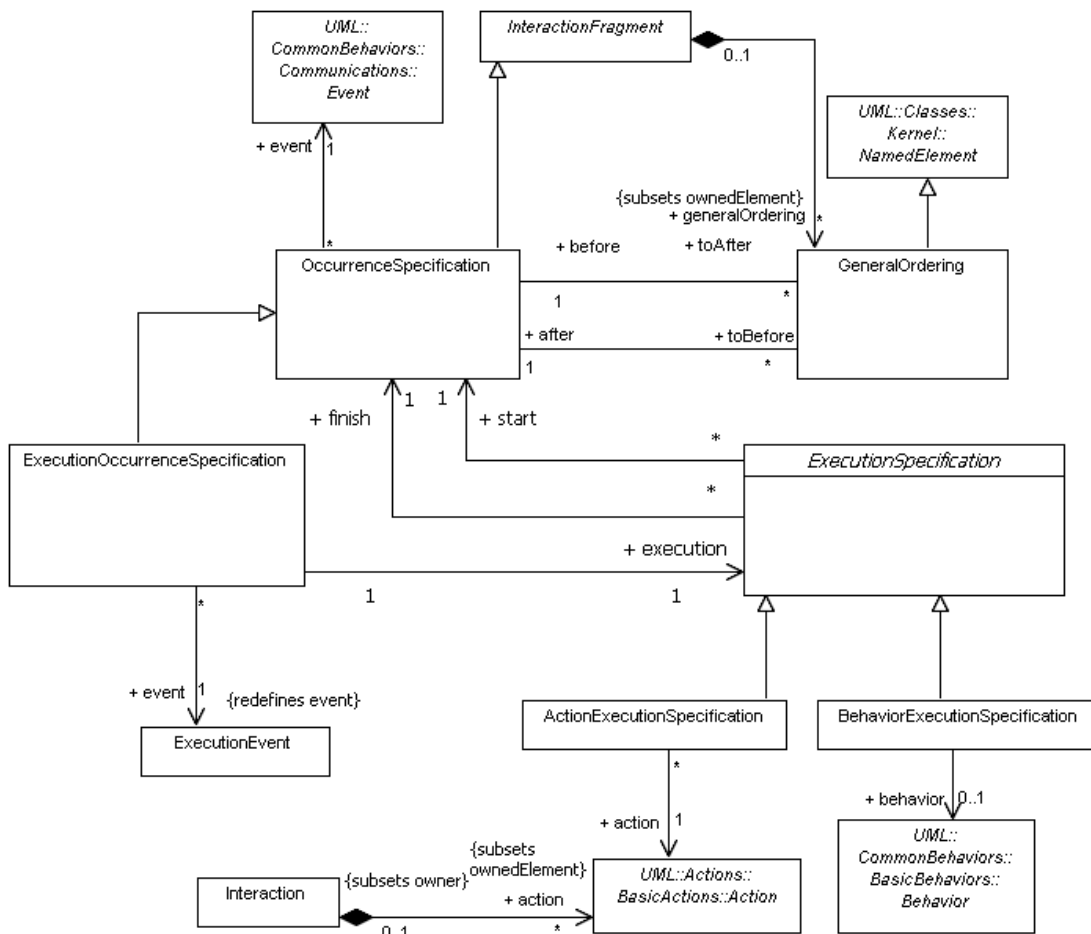 UML::
CommonBehaviors::
Communications::
Event
InteractionFragment
0..1
UML::Classes::
Kernel::
NamedElement
+ event
1
*
{subsets ownedElement}
+ generalOrdering
*
OccurrenceSpecification
+ before
+ toAfter
1
*
GeneralOrdering
+ after
+ toBefore
1
*
+ finish
1
1
+ start
*
*
ExecutionOccurrenceSpecification
ExecutionSpecification
+ execution
1
1
*
+ event
1
{redefines event}
ExecutionEvent
ActionExecutionSpecification
BehaviorExecutionSpecification
*
+ action
1
+ behavior
0..1
UML::
CommonBehaviors::
BasicBehaviors::
Behavior
Interaction
{subsets owner}
{subsets
ownedElement}
+ action
0..1
*
UML::Actions::
BasicActions::Action